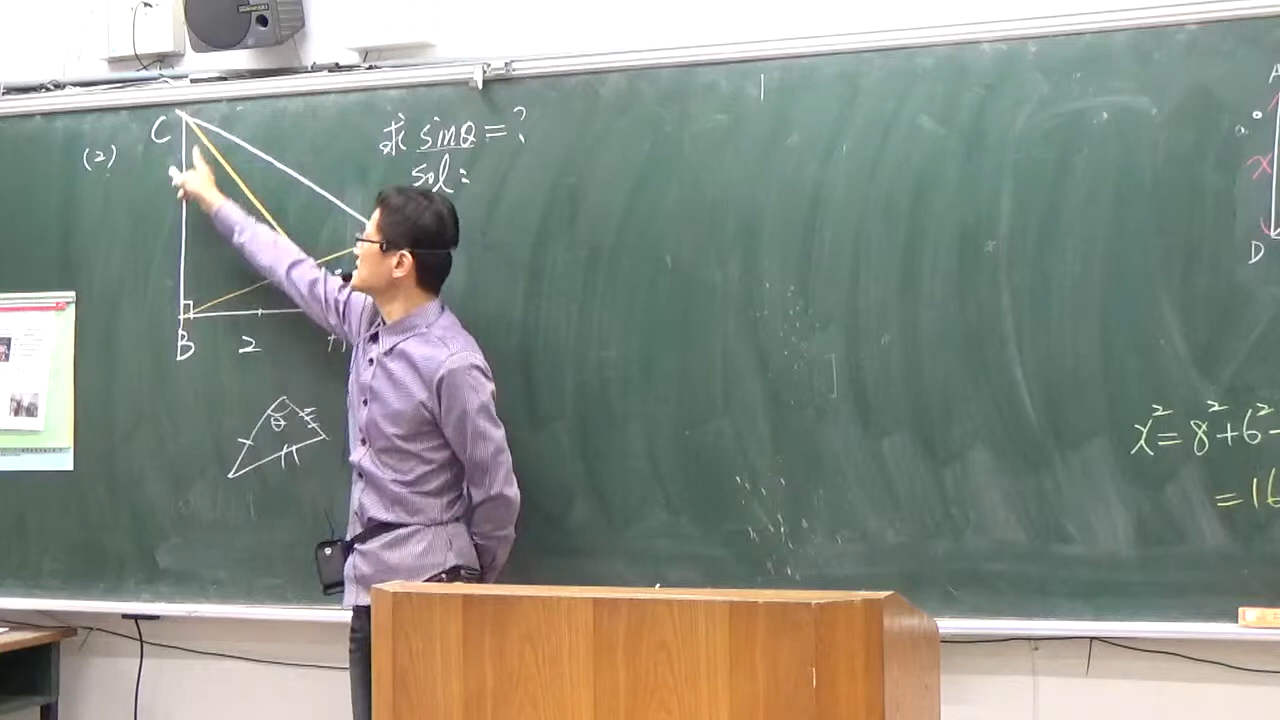 C
(2)
求 sinθ = ?
sol:
B
2
θ
A
D
x
x²=8²+6²-
=16